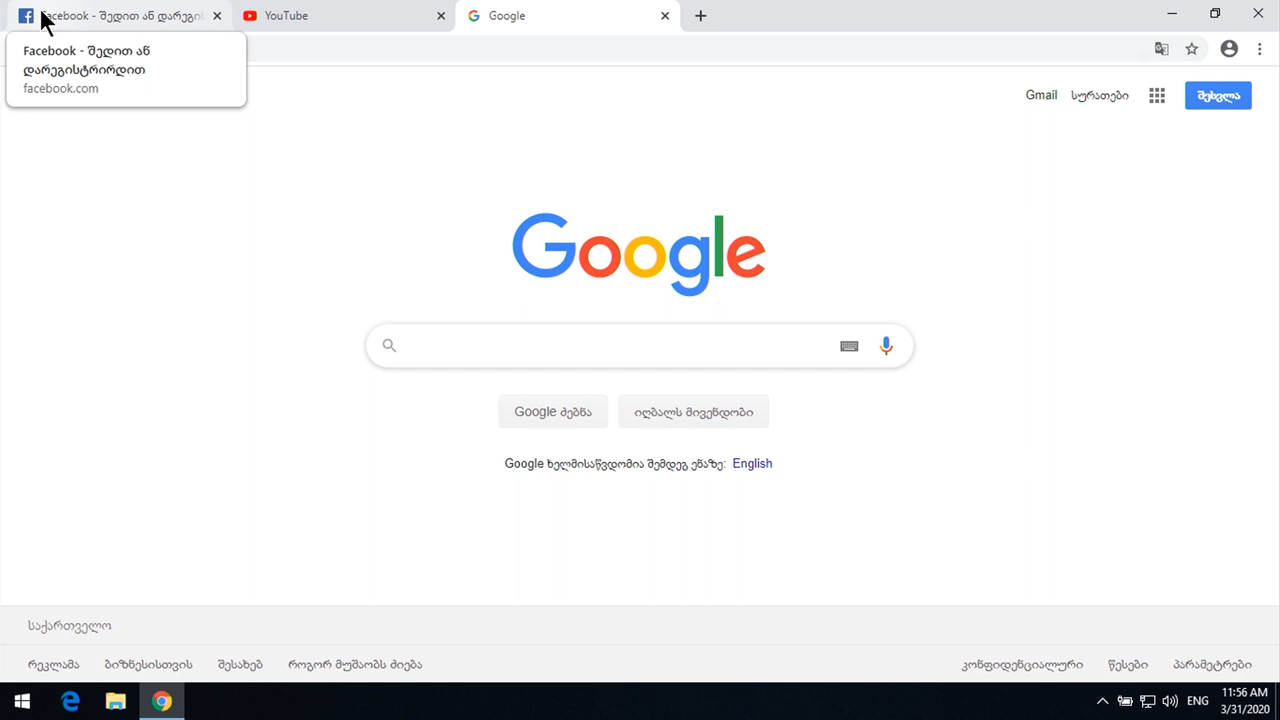 Facebook - შედით ან დარეგის
YouTube
Google
Facebook - შედით ან
დარეგისტრირდით
facebook.com
Gmail
სურათები
შესვლა
Google
Google ძებნა
იღბალს მივენდობი
Google ხელმისაწვდომია შემდეგ ენაზე: English
საქართველო
რეკლამა
ბიზნესისთვის
შესახებ
როგორ მუშაობს ძიება
კონფიდენციალური
წესები
პარამეტრები
ENG
11:56 AM
3/31/2020